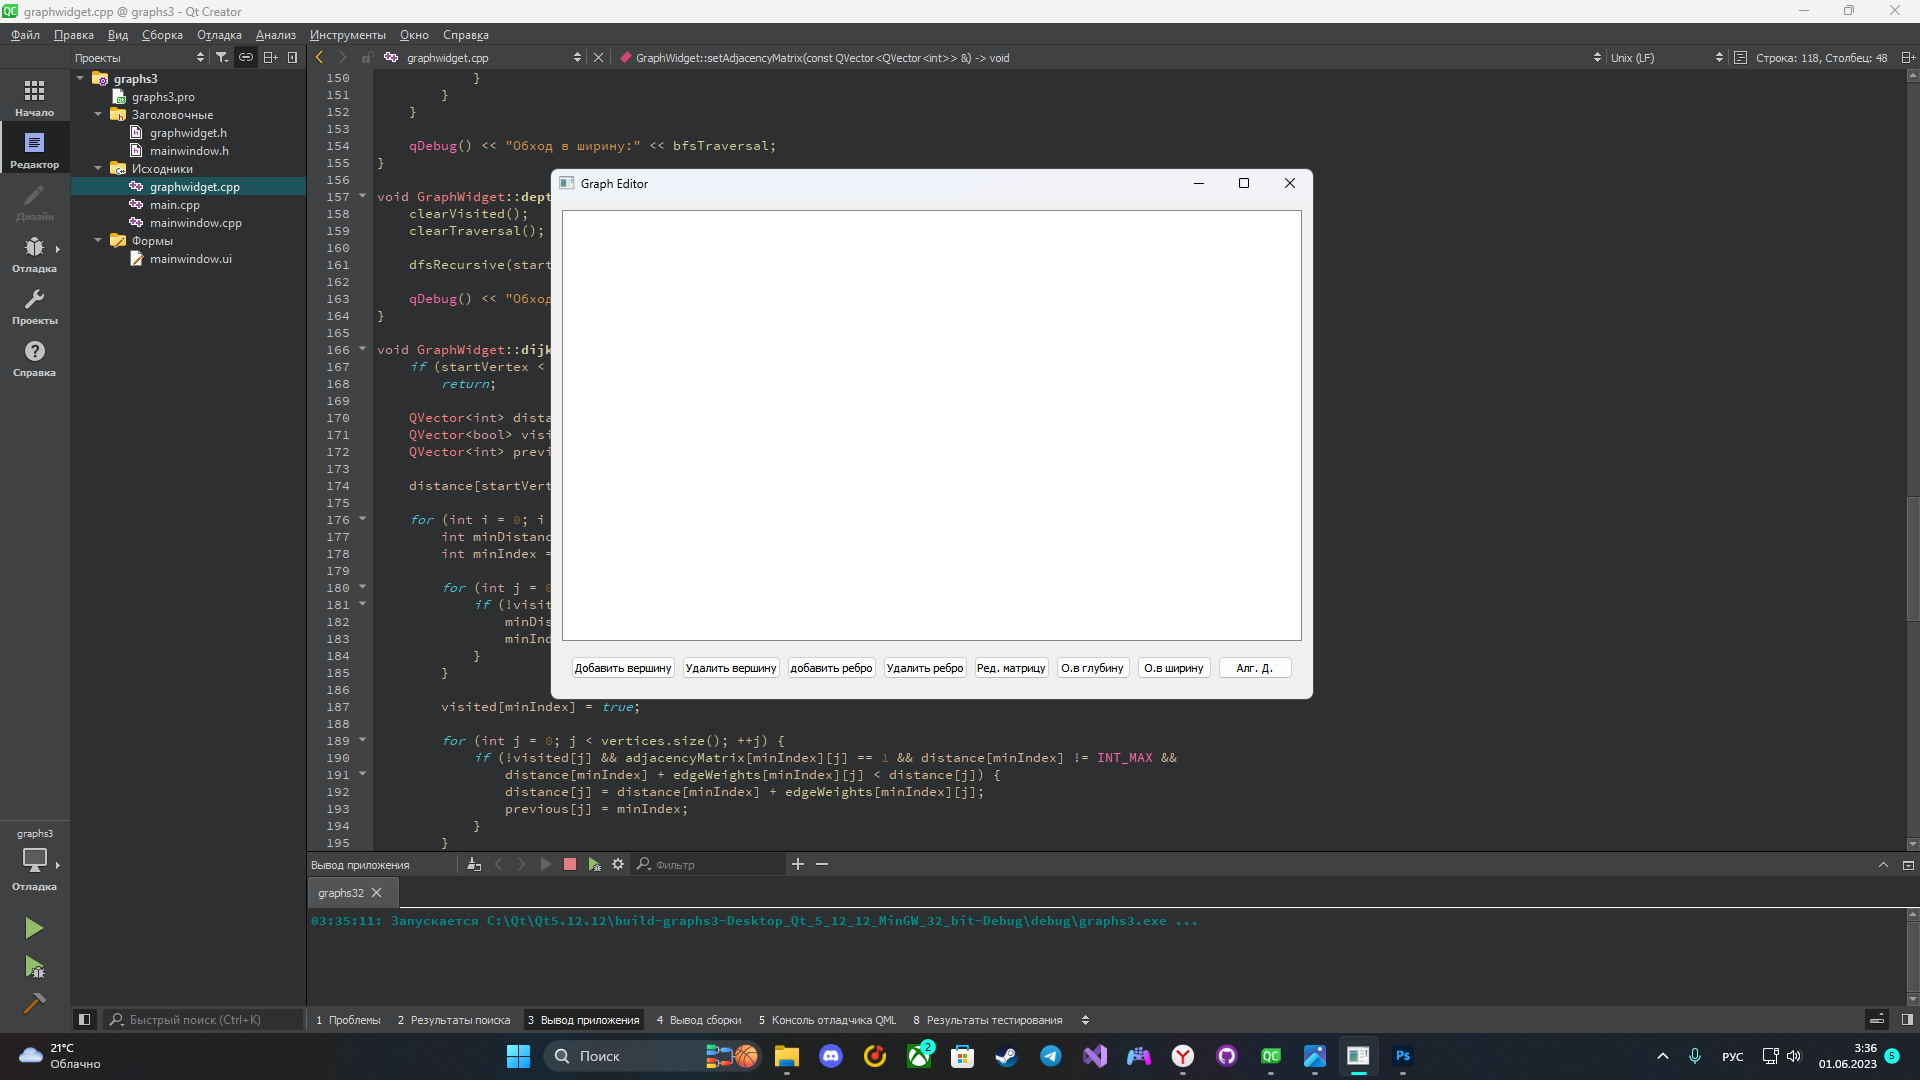 graphwidget.cpp @ graphs3 - Qt Creator
Файл Правка Вид Сборка Отладка Анализ Инструменты Окно Справка
Проекты
graphwidget.cpp
GraphWidget::setAdjacencyMatrix(const QVector<QVector<int>> &) -> void
Unix (LF)
Строка: 118, Столбец: 48
Начало
Редактор
Дизайн
Отладка
Проекты
Справка
graphs3
graphs3.pro
Заголовочные
graphwidget.h
mainwindow.h
Исходники
graphwidget.cpp
main.cpp
mainwindow.cpp
Формы
mainwindow.ui
150 }
151 }
152 }
153
154 qDebug() << "Обход в ширину:" << bfsTraversal;
155 }
156
157 void GraphWidget::dept
158 clearVisited();
159 clearTraversal();
160
161 dfsRecursive(start
162
163 qDebug() << "Обход
164 }
165
166 void GraphWidget::dijk
167 if (startVertex <
168 return;
169
170 QVector<int> dista
171 QVector<bool> visi
172 QVector<int> previ
173
174 distance[startVert
175
176 for (int i = 0; i
177 int minDistanc
178 int minIndex =
179
180 for (int j = 0
181 if (!visit
182 minDis
183 minInd
184 }
185 }
186
187 visited[minIndex] = true;
188
189 for (int j = 0; j < vertices.size(); ++j) {
190 if (!visited[j] && adjacencyMatrix[minIndex][j] == 1 && distance[minIndex] != INT_MAX &&
191 distance[minIndex] + edgeWeights[minIndex][j] < distance[j]) {
192 distance[j] = distance[minIndex] + edgeWeights[minIndex][j];
193 previous[j] = minIndex;
194 }
195 }
Graph Editor
Добавить вершину Удалить вершину добавить ребро Удалить ребро Ред. матрицу О.в глубину О.в ширину Алг. Д.
graphs3
Отладка
Вывод приложения
Фильтр
graphs32
03:35:11: Запускается C:\Qt\Qt5.12.12\build-graphs3-Desktop_Qt_5_12_12_MinGW_32_bit-Debug\debug\graphs3.exe ...
Быстрый поиск (Ctrl+K)
1 Проблемы 2 Результаты поиска 3 Вывод приложения 4 Вывод сборки 5 Консоль отладчика QML 8 Результаты тестирования
21°C
Облачно
Поиск
2
QC
Ps
РУС
3:36
01.06.2023
5